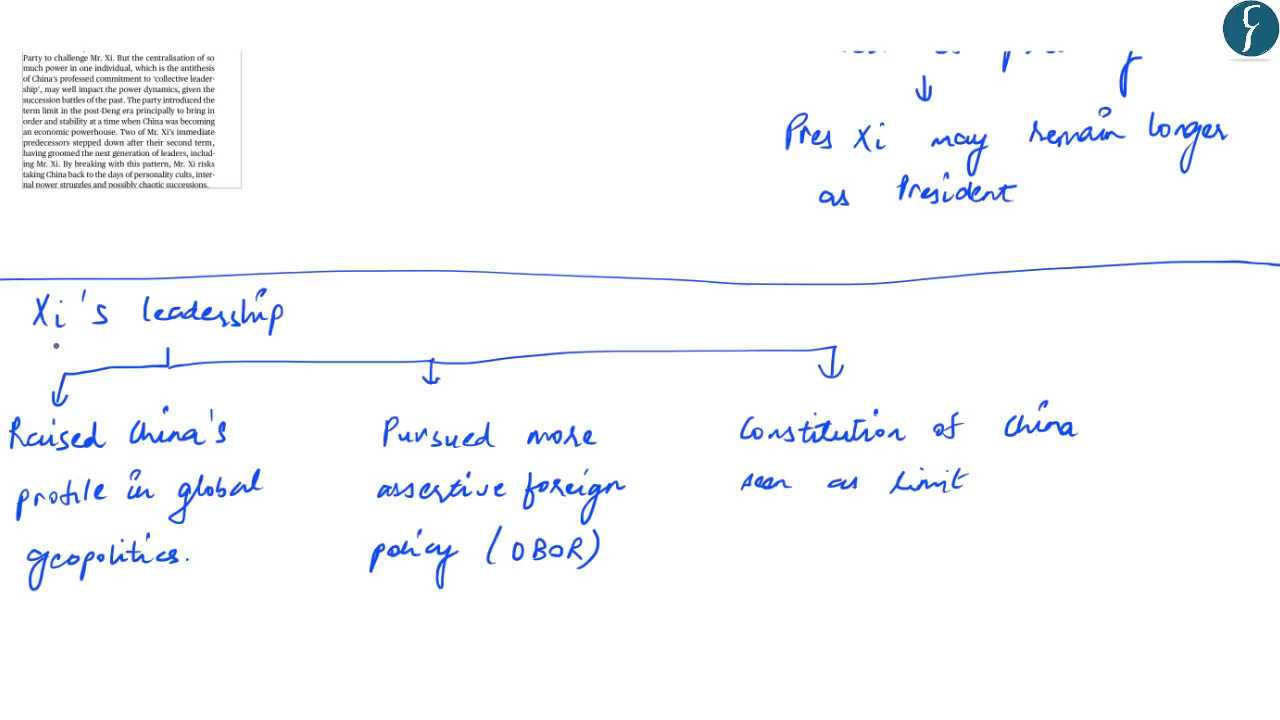 Party to challenge Mr. Xi. But the centralisation of so
much power in one individual, which is the antithesis
of China's professed commitment to 'collective leader-
ship', may well impact the power dynamics, given the
succession battles of the past. The party introduced the
term limit in the post-Deng era principally to bring in
order and stability at a time when China was becoming
an economic powerhouse. Two of Mr. Xi's immediate
predecessors stepped down after their second term,
having groomed the next generation of leaders, includ-
ing Mr. Xi. By breaking with this pattern, Mr. Xi risks
taking China back to the days of personality cults, inter-
nal power struggles and possibly chaotic successions.
Pres Xi may remain longer
as President
Xi's leadership
Raised China's
profile in global
geopolitics.
Pursued more
assertive foreign
policy (OBOR)
Constitution of China
seen as limit